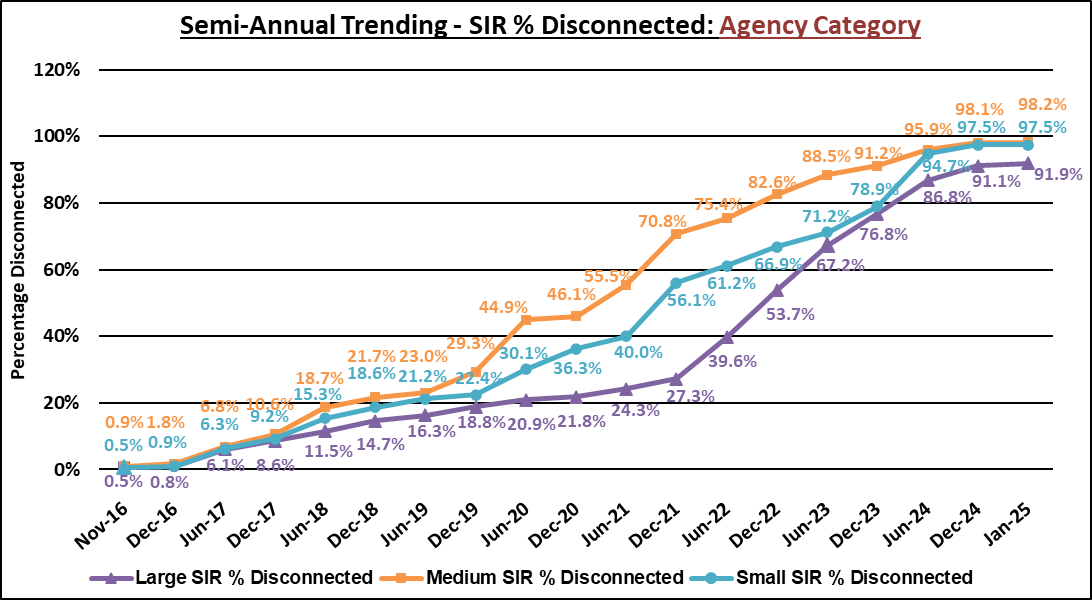 Semi-Annual Trending - SIR % Disconnected: Agency Category
Percentage Disconnected
120%
100%
80%
60%
40%
20%
0%
0.9% 1.8% 6.8% 10.6% 18.7% 21.7% 23.0% 29.3% 44.9% 46.1% 55.5% 70.8% 75.4% 82.6% 88.5% 91.2% 95.9% 98.1% 98.2%
0.5% 0.9% 6.3% 9.2% 15.3% 18.6% 21.2% 22.4% 30.1% 36.3% 40.0% 56.1% 61.2% 66.9% 71.2% 78.9% 94.7% 97.5% 97.5%
0.5% 0.8% 6.1% 8.6% 11.5% 14.7% 16.3% 18.8% 20.9% 21.8% 24.3% 27.3% 39.6% 53.7% 67.2% 76.8% 86.8% 91.1% 91.9%
Nov-16 Dec-16 Jun-17 Dec-17 Jun-18 Dec-18 Jun-19 Dec-19 Jun-20 Dec-20 Jun-21 Dec-21 Jun-22 Dec-22 Jun-23 Dec-23 Jun-24 Dec-24 Jan-25
Large SIR % Disconnected Medium SIR % Disconnected Small SIR % Disconnected